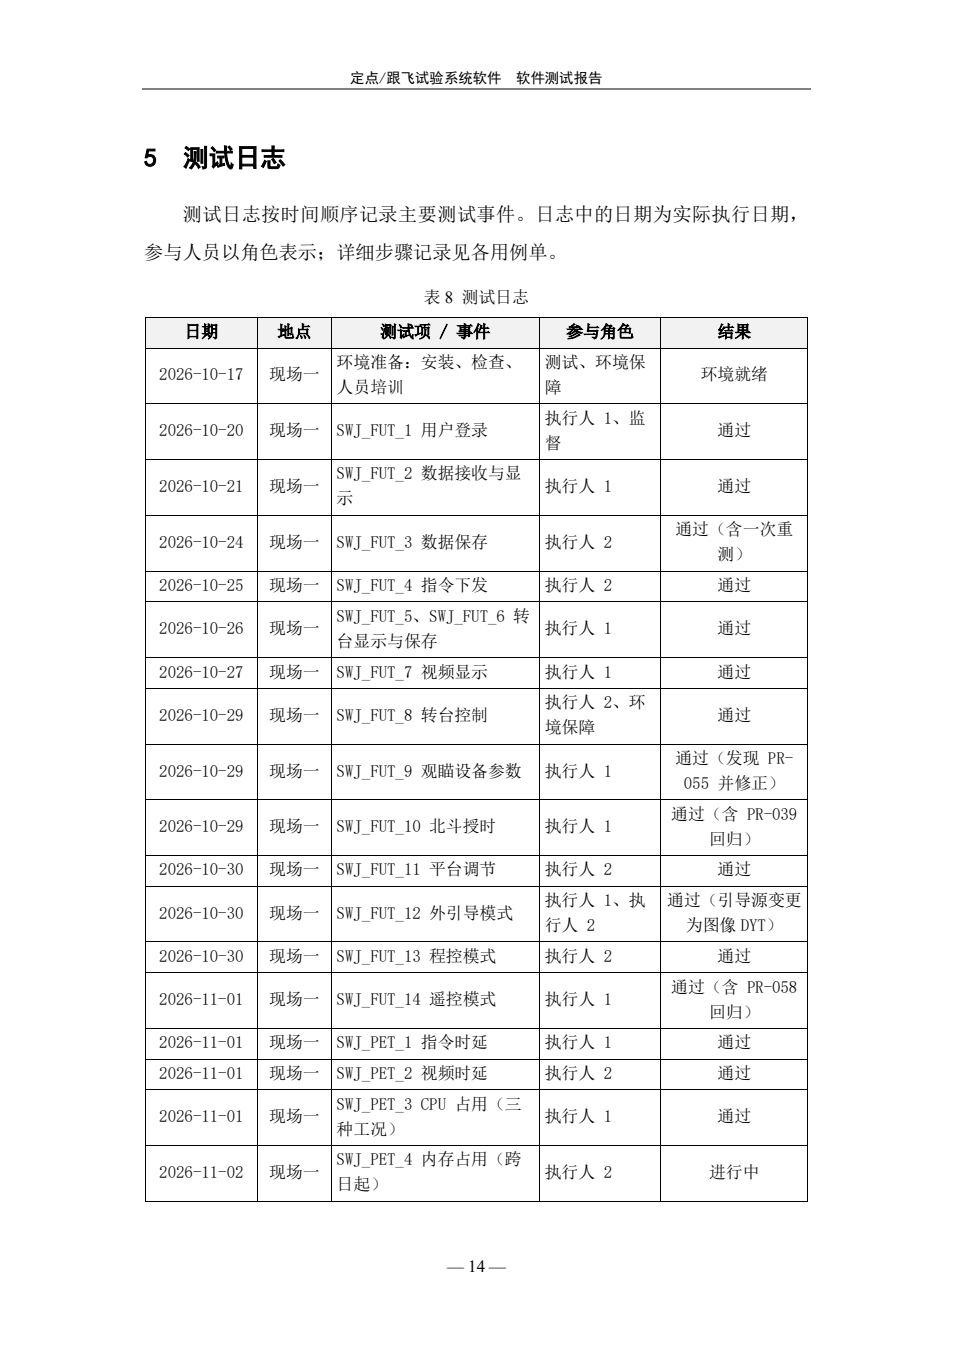 定点/跟飞试验系统软件　软件测试报告
5　测试日志
测试日志按时间顺序记录主要测试事件。日志中的日期为实际执行日期，
参与人员以角色表示；详细步骤记录见各用例单。
表 8 测试日志
日期 地点 测试项 / 事件 参与角色 结果
2026-10-17 现场一 环境准备：安装、检查、人员培训 测试、环境保障 环境就绪
2026-10-20 现场一 SWJ_FUT_1 用户登录 执行人 1、监督 通过
2026-10-21 现场一 SWJ_FUT_2 数据接收与显示 执行人 1 通过
2026-10-24 现场一 SWJ_FUT_3 数据保存 执行人 2 通过（含一次重测）
2026-10-25 现场一 SWJ_FUT_4 指令下发 执行人 2 通过
2026-10-26 现场一 SWJ_FUT_5、SWJ_FUT_6 转台显示与保存 执行人 1 通过
2026-10-27 现场一 SWJ_FUT_7 视频显示 执行人 1 通过
2026-10-29 现场一 SWJ_FUT_8 转台控制 执行人 2、环境保障 通过
2026-10-29 现场一 SWJ_FUT_9 观瞄设备参数 执行人 1 通过（发现 PR-055 并修正）
2026-10-29 现场一 SWJ_FUT_10 北斗授时 执行人 1 通过（含 PR-039 回归）
2026-10-30 现场一 SWJ_FUT_11 平台调节 执行人 2 通过
2026-10-30 现场一 SWJ_FUT_12 外引导模式 执行人 1、执行人 2 通过（引导源变更为图像 DYT）
2026-10-30 现场一 SWJ_FUT_13 程控模式 执行人 2 通过
2026-11-01 现场一 SWJ_FUT_14 遥控模式 执行人 1 通过（含 PR-058 回归）
2026-11-01 现场一 SWJ_PET_1 指令时延 执行人 1 通过
2026-11-01 现场一 SWJ_PET_2 视频时延 执行人 2 通过
2026-11-01 现场一 SWJ_PET_3 CPU 占用（三种工况） 执行人 1 通过
2026-11-02 现场一 SWJ_PET_4 内存占用（跨日起） 执行人 2 进行中
— 14 —